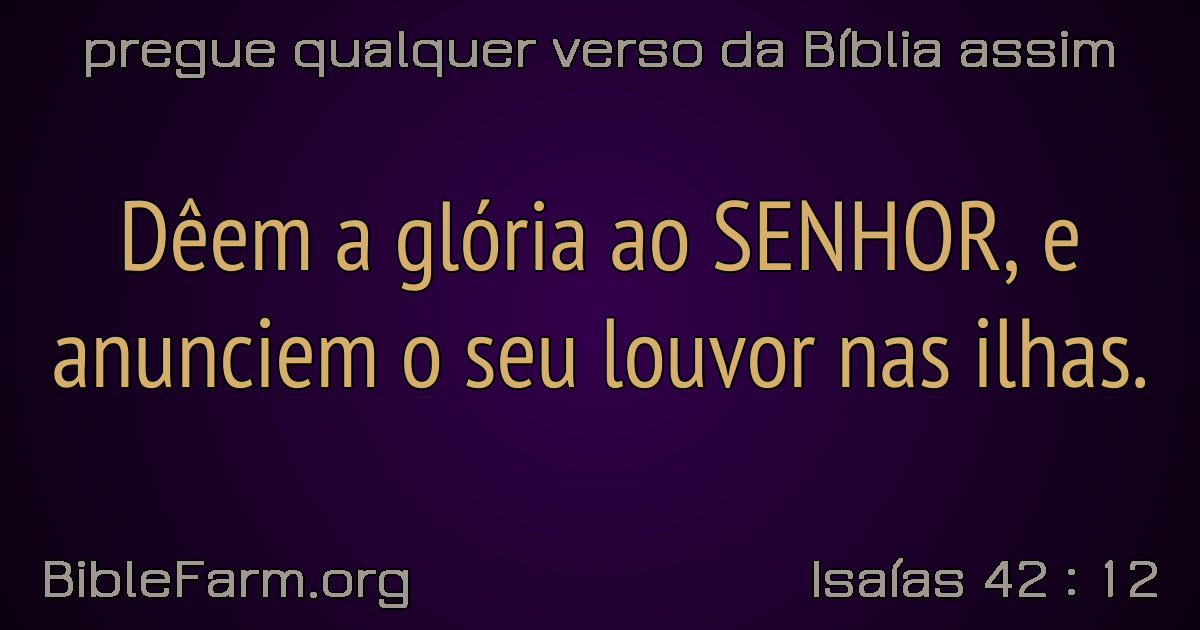 pregue qualquer verso da Bíblia assim
Dêem a glória ao SENHOR, e
anunciem o seu louvor nas ilhas.
BibleFarm.org
Isaías 42 : 12